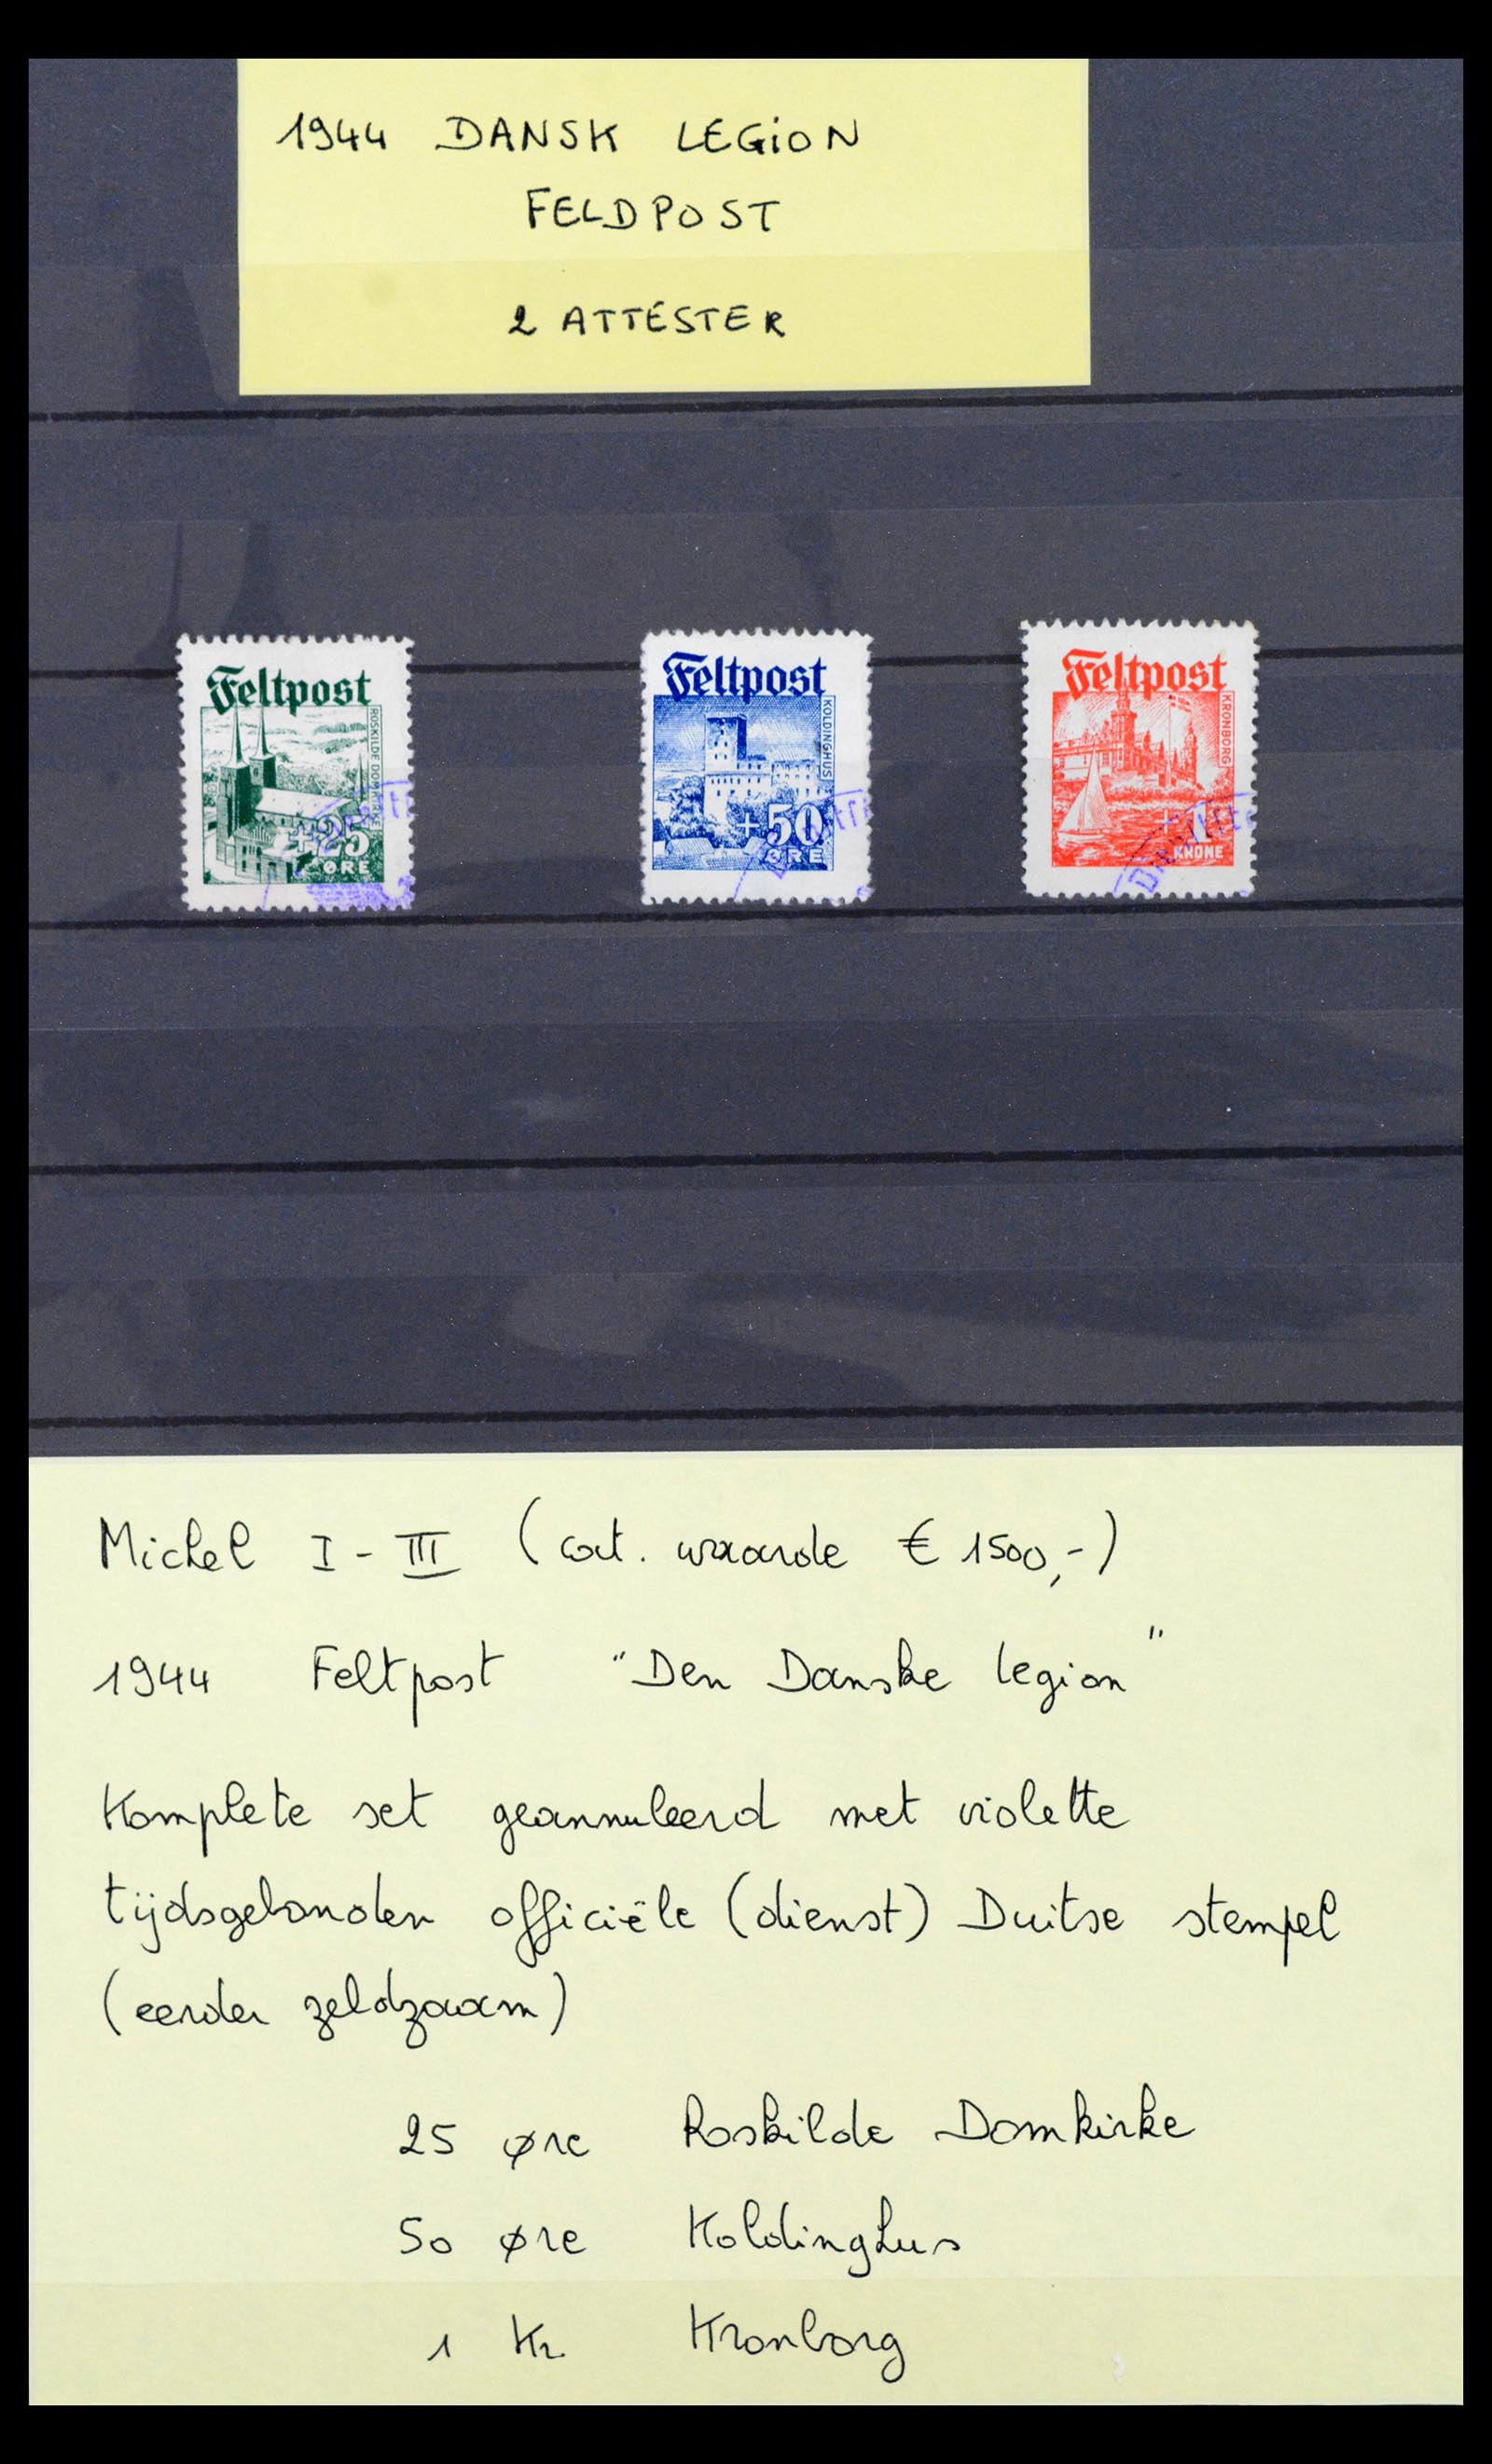 1944 DANSK LEGION
FELDPOST
2 ATTESTER
Feltpost
ROSKILDE DOMKIRKE
+25
ØRE
Feltpost
KOLDINGHUS
+50
ØRE
Feltpost
KRONBORG
+1
KRONE
Michel I - III (cat. waarde € 1500,-)
1944 Feltpost "Den Danske Legion"
Komplete set geannuleerd met violette
tijdsgebonden officiële (dienst) Duitse stempel
(eerder zeldzaam)
25 øre Roskilde Domkirke
50 øre Koldinghus
1 Kr. Kronborg